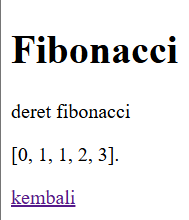 Fibonacci
deret fibonacci
[0, 1, 1, 2, 3].
kembali